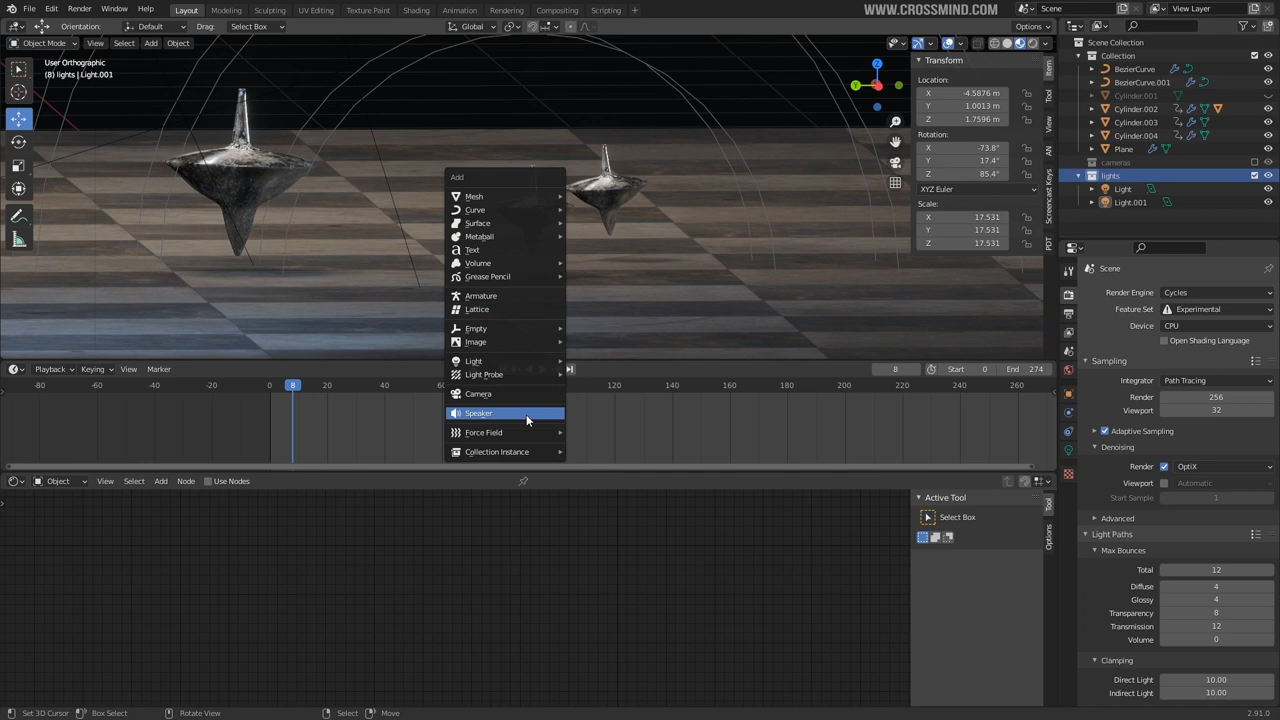 File Edit Render Window Help Layout Modeling Sculpting UV Editing Texture Paint Shading Animation Rendering Compositing Scripting + WWW.CROSSMIND.COM Scene View Layer
Orientation: Default Drag: Select Box Global Options
Object Mode View Select Add Object
User Orthographic
(8) lights | Light.001
Z
Y
Transform
Location:
X -4.5876 m
Y 1.0013 m
Z 1.7596 m
Rotation:
X -73.8°
Y 17.4°
Z 85.4°
XYZ Euler
Scale:
X 17.531
Y 17.531
Z 17.531
Item
Tool
View
AN
Screencast Keys
PDT
Scene Collection
Collection
BezierCurve
BezierCurve.001
Cylinder.001
Cylinder.002
Cylinder.003
Cylinder.004
Plane
cameras
lights
Light
Light.001
Add
Mesh
Curve
Surface
Metaball
Text
Volume
Grease Pencil
Armature
Lattice
Empty
Image
Light
Light Probe
Camera
Speaker
Force Field
Collection Instance
Playback Keying View Marker 8 Start 0 End 274
-80 -60 -40 -20 0 8 20 40 120 140 160 180 200 220 240 260
Object View Select Add Node Use Nodes
Active Tool
Select Box
Tool
Options
Scene
Render Engine Cycles
Feature Set Experimental
Device CPU
Open Shading Language
Sampling
Integrator Path Tracing
Render 256
Viewport 32
Adaptive Sampling
Denoising
Render OptiX
Viewport Automatic
Start Sample 1
Advanced
Light Paths
Max Bounces
Total 12
Diffuse 4
Glossy 4
Transparency 8
Transmission 12
Volume 0
Clamping
Direct Light 10.00
Indirect Light 10.00
Set 3D Cursor Box Select Rotate View Select Move 2.91.0